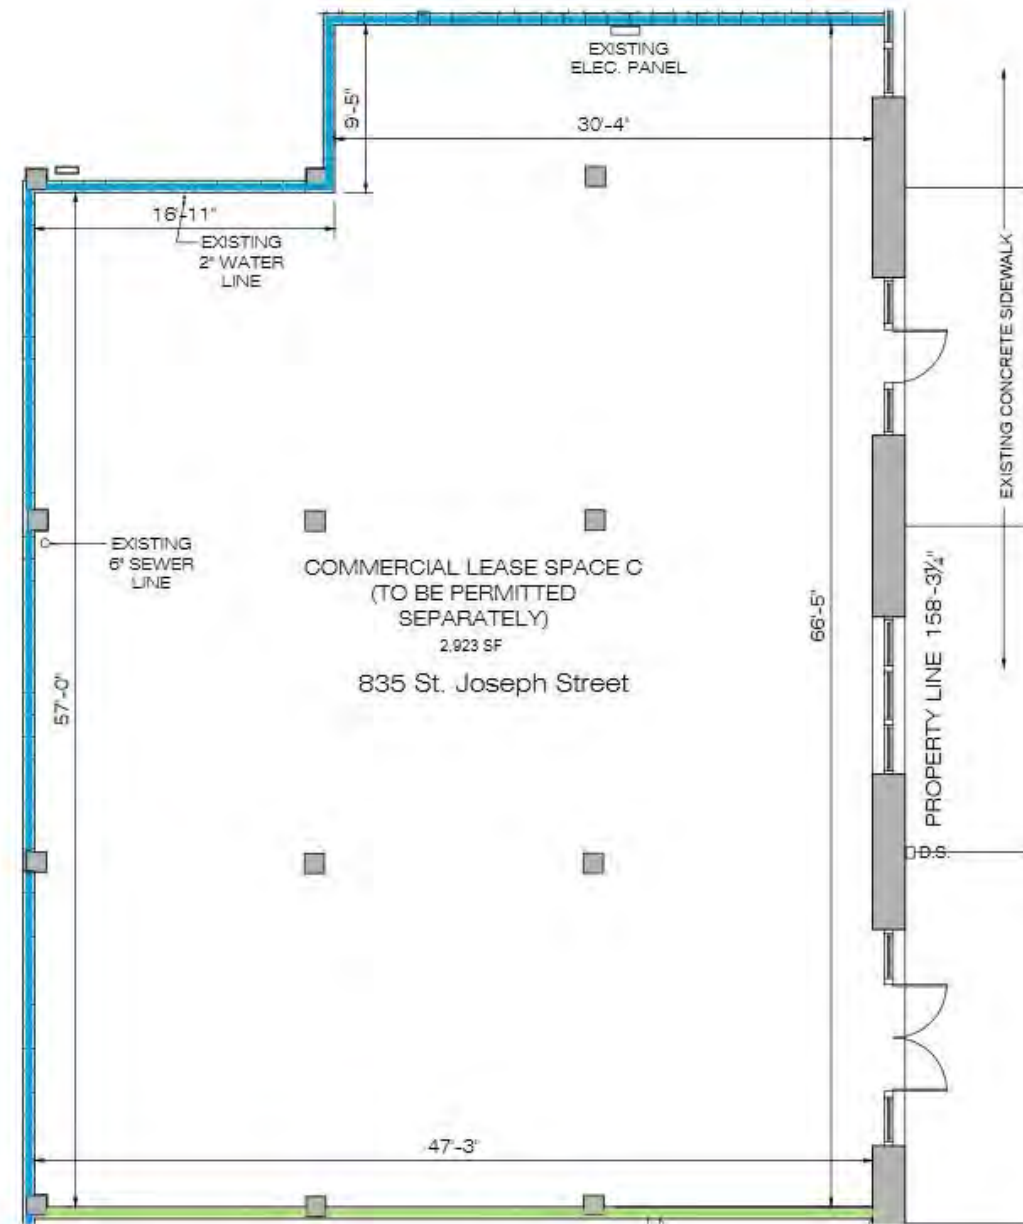 EXISTING
ELEC. PANEL
9'-5"
30'-4"
16'-11"
EXISTING
2" WATER
LINE
EXISTING CONCRETE SIDEWALK
EXISTING
6" SEWER
LINE
COMMERCIAL LEASE SPACE C
(TO BE PERMITTED
SEPARATELY)
2,923 SF
835 St. Joseph Street
66'-5"
57'-0"
PROPERTY LINE 158'-3¼"
D.S.
47'-3"